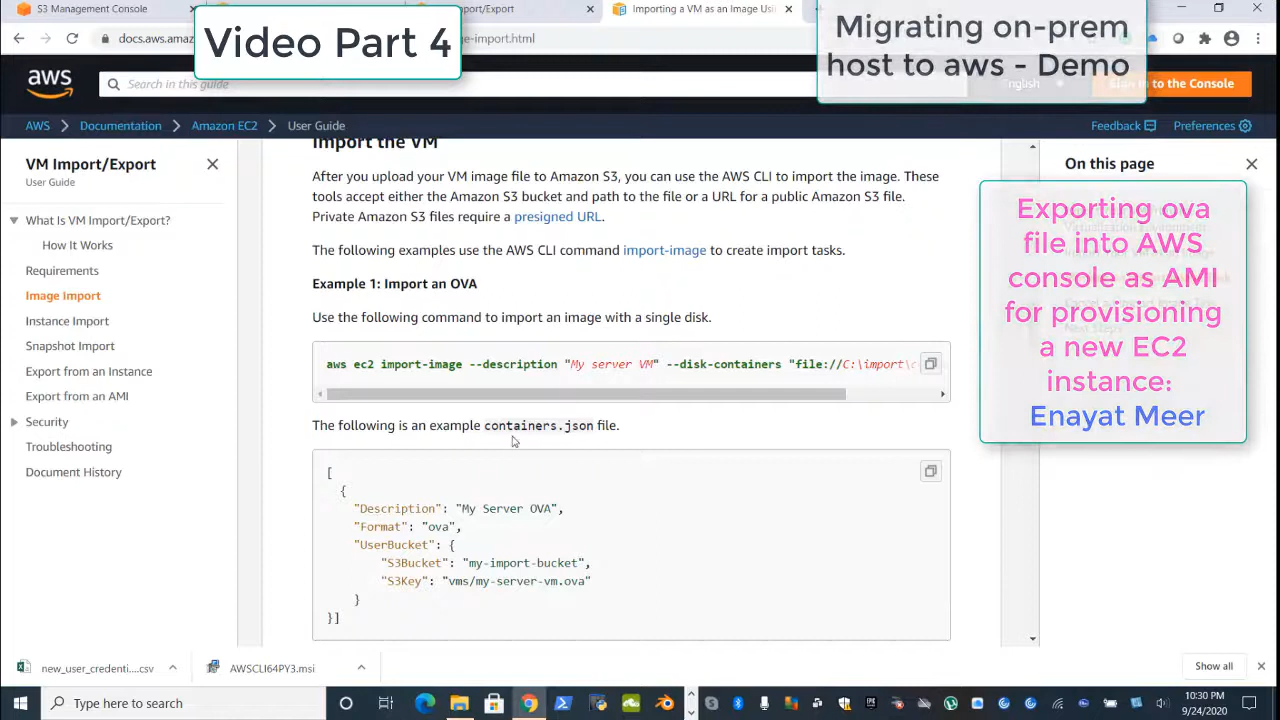 S3 Management Console
/Export
Importing a VM as an Image Usi
Video Part 4
Migrating on-prem
host to aws - Demo
docs.aws.amaz
ge-import.html
aws
Search in this guide
English
Sign in to the Console
AWS
Documentation
Amazon EC2
User Guide
Feedback
Preferences
VM Import/Export
User Guide
What Is VM Import/Export?
How It Works
Requirements
Image Import
Instance Import
Snapshot Import
Export from an Instance
Export from an AMI
Security
Troubleshooting
Document History
Import the VM
After you upload your VM image file to Amazon S3, you can use the AWS CLI to import the image. These
tools accept either the Amazon S3 bucket and path to the file or a URL for a public Amazon S3 file.
Private Amazon S3 files require a presigned URL.
The following examples use the AWS CLI command import-image to create import tasks.
Example 1: Import an OVA
Use the following command to import an image with a single disk.
aws ec2 import-image --description "My server VM" --disk-containers "file://C:\import\c
The following is an example containers.json file.
[
{
"Description": "My Server OVA",
"Format": "ova",
"UserBucket": {
"S3Bucket": "my-import-bucket",
"S3Key": "vms/my-server-vm.ova"
}
}]
On this page
Exporting ova
file into AWS
console as AMI
for provisioning
a new EC2
instance:
Enayat Meer
new_user_credenti....csv
AWSCLI64PY3.msi
Show all
Type here to search
10:30 PM
9/24/2020